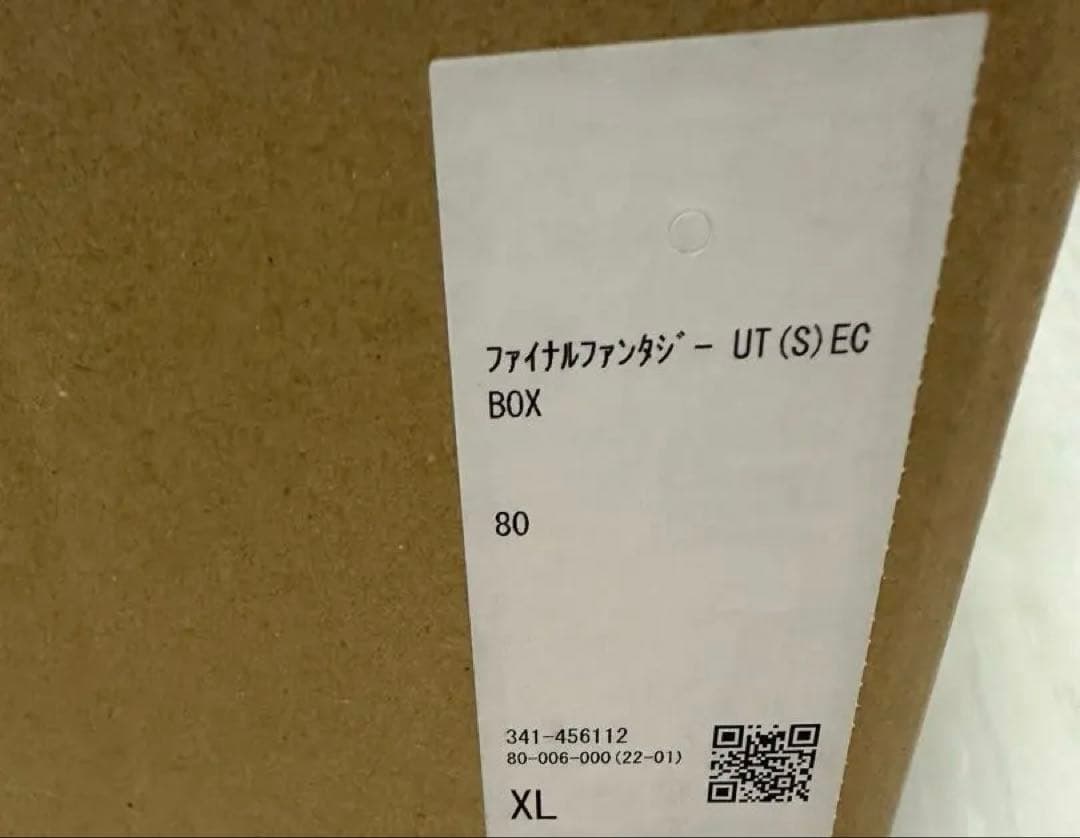 ﾌｧｲﾅﾙﾌｧﾝﾀｼﾞｰ UT(S)EC
BOX
80
341-456112
80-006-000(22-01)
XL